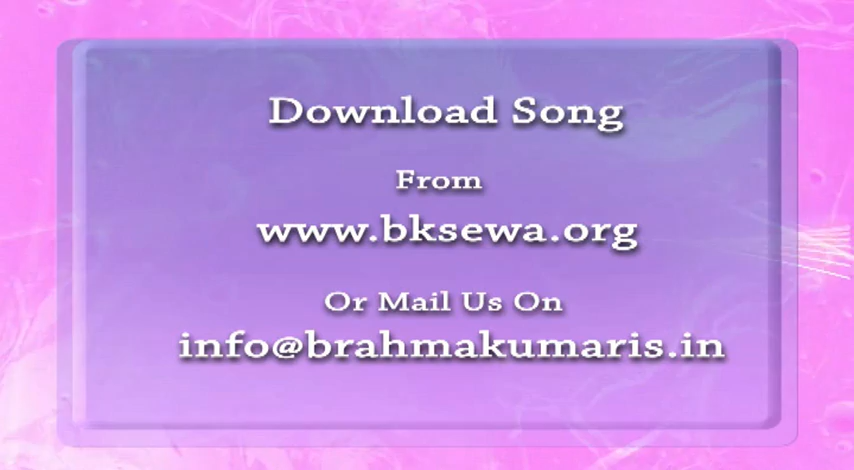 Download Song
From
www.bksewa.org
Or Mail Us On
info@brahmakumaris.in